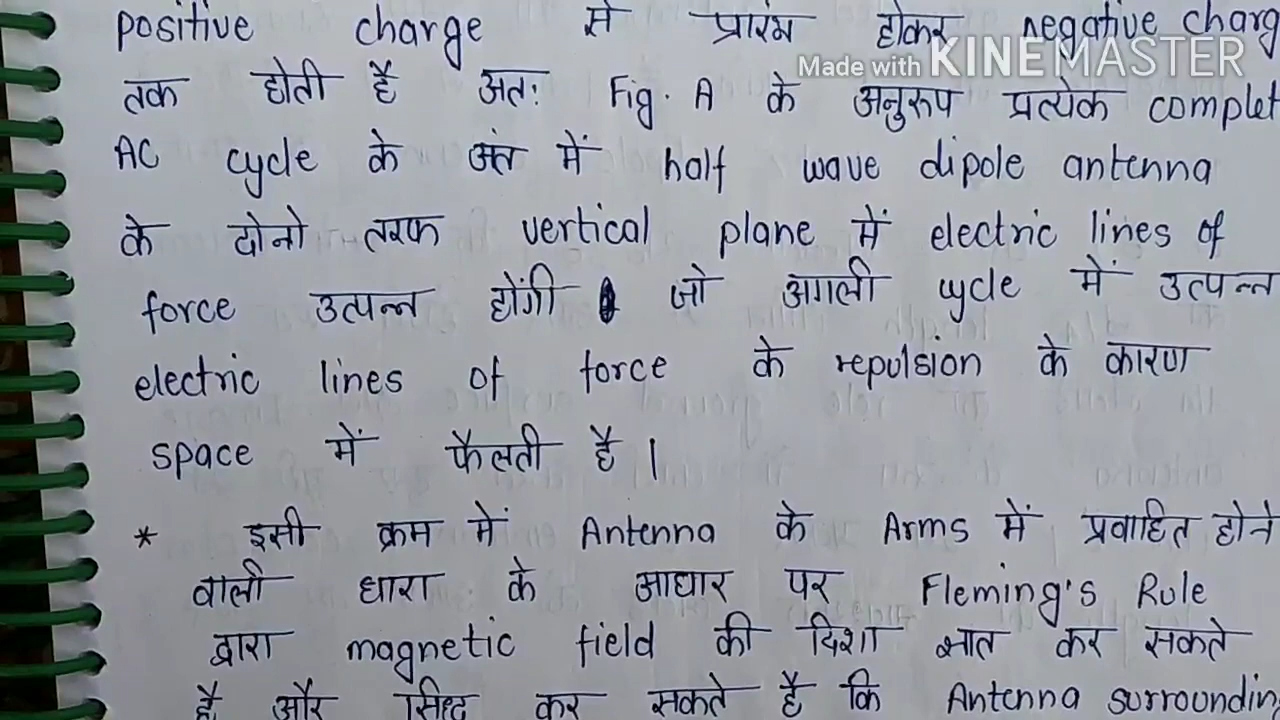 positive charge से प्रारंभ होकर negative charg
Made with KINEMASTER
तक होती है अतः Fig. A के अनुरूप प्रत्येक complet
AC cycle के अंत में half wave dipole antenna
के दोनो तरफ vertical plane में electric lines of
force उत्पन्न होंगी जो अगली cycle में उत्पन्न
electric lines of force के repulsion के कारण
space में फैलती है |
* इसी क्रम में Antenna के Arms में प्रवाहित होने
वाली धारा के आधार पर Fleming's Rule
द्वारा magnetic field की दिशा ज्ञात कर सकते
है और सिद्ध कर सकते है कि Antenna surroundin